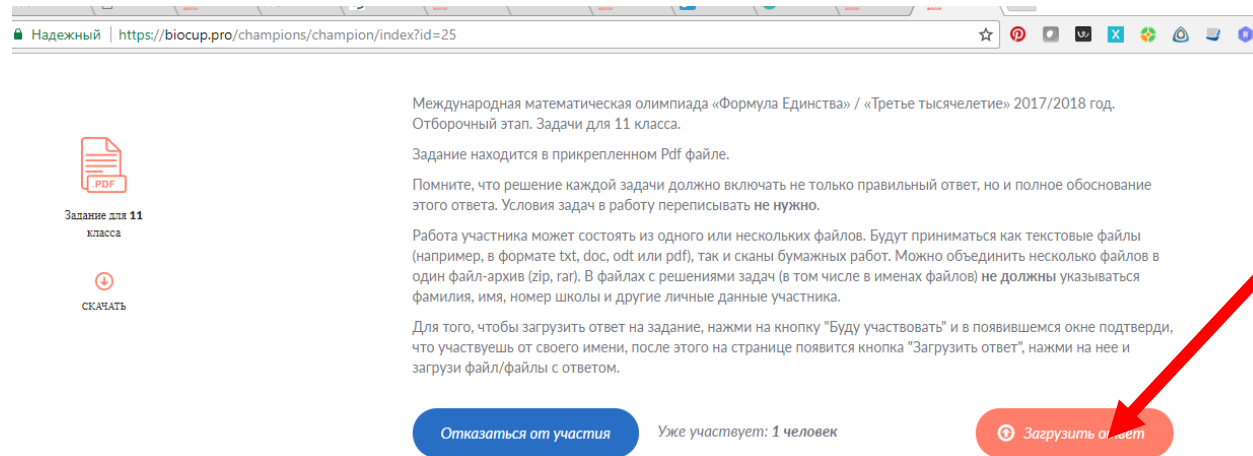 Надежный | https://biocup.pro/champions/champion/index?id=25
Международная математическая олимпиада «Формула Единства» / «Третье тысячелетие» 2017/2018 год.
Отборочный этап. Задачи для 11 класса.
Задание находится в прикрепленном Pdf файле.
Помните, что решение каждой задачи должно включать не только правильный ответ, но и полное обоснование
этого ответа. Условия задач в работу переписывать не нужно.
Работа участника может состоять из одного или нескольких файлов. Будут приниматься как текстовые файлы
(например, в формате txt, doc, odt или pdf), так и сканы бумажных работ. Можно объединить несколько файлов в
один файл-архив (zip, rar). В файлах с решениями задач (в том числе в именах файлов) не должны указываться
фамилия, имя, номер школы и другие личные данные участника.
Для того, чтобы загрузить ответ на задание, нажми на кнопку "Буду участвовать" и в появившемся окне подтверди,
что участвуешь от своего имени, после этого на странице появится кнопка "Загрузить ответ", нажми на нее и
загрузи файл/файлы с ответом.
.PDF
Задание для 11
класса
СКАЧАТЬ
Отказаться от участия
Уже участвует: 1 человек
Загрузить ответ